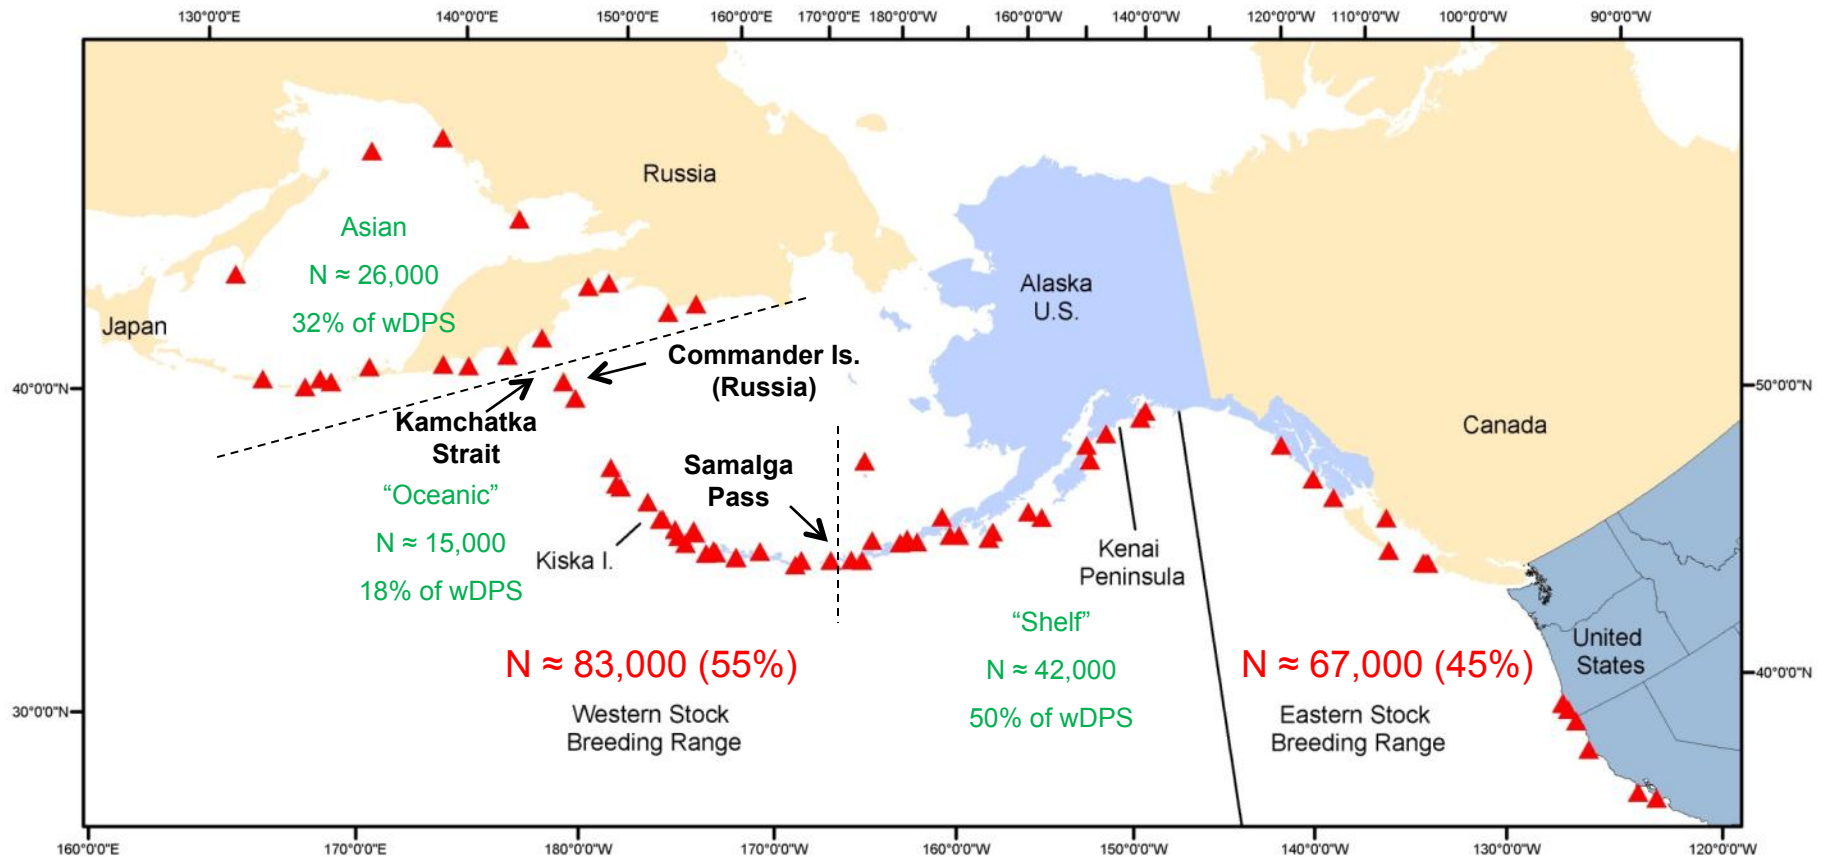 130°0'0"E
140°0'0"E
150°0'0"E
160°0'0"E
170°0'0"E
180°0'0"W
160°0'0"W
140°0'0"W
120°0'0"W
110°0'0"W
100°0'0"W
90°0'0"W
Russia
Asian
N ≈ 26,000
32% of wDPS
Japan
Alaska
U.S.
Commander Is.
(Russia)
40°0'0"N
50°0'0"N
Kamchatka
Strait
Canada
Samalga
Pass
"Oceanic"
N ≈ 15,000
18% of wDPS
Kiska I.
Kenai
Peninsula
"Shelf"
N ≈ 42,000
50% of wDPS
United
States
N ≈ 83,000 (55%)
Western Stock
Breeding Range
N ≈ 67,000 (45%)
Eastern Stock
Breeding Range
40°0'0"N
30°0'0"N
160°0'0"E
170°0'0"E
180°0'0"W
170°0'0"W
160°0'0"W
150°0'0"W
140°0'0"W
130°0'0"W
120°0'0"W